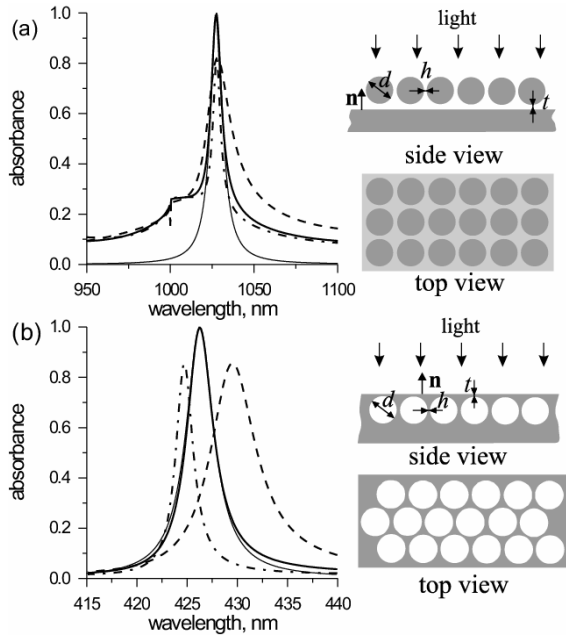 (a)
1.0
0.8
0.6
0.4
0.2
0.0
absorbance
950 1000 1050 1100
wavelength, nm
light
d
h
n
t
side view
top view
(b)
1.0
0.8
0.6
0.4
0.2
0.0
absorbance
415 420 425 430 435 440
wavelength, nm
light
n
t
d
h
side view
top view